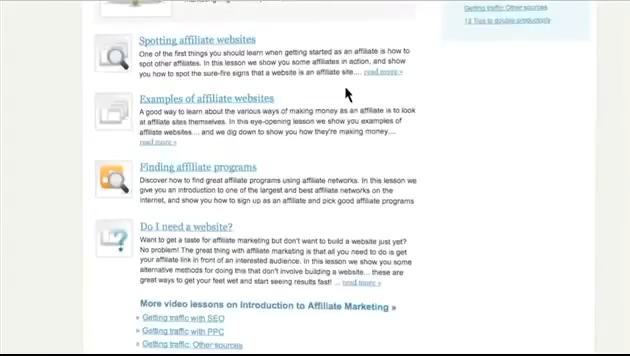 Spotting affiliate websites
One of the first things you should learn when getting started as an affiliate is how to
spot other affiliates. In this lesson we show you some affiliates in action, and
show you how to spot the sure-fire signs that a website is an affiliate site.... read more »
Examples of affiliate websites
A good way to learn about the various ways of making money as an affiliate is to look
at affiliate sites themselves. In this eye-opening lesson we show you examples of
affiliate websites.... and we dig down to show you how they're making money....
read more »
Finding affiliate programs
Discover how to find great affiliate programs using affiliate networks. In this lesson we
give you an introduction to one of the largest and best affiliate networks on the
Internet, and show you how to sign up as an affiliate and pick good affiliate programs
Do I need a website?
Want to get a taste for affiliate marketing but don't want to build a website just yet?
No problem! The great thing with affiliate marketing is that all you need to do is get
your affiliate link in front of an interested audience. In this lesson we show you some
alternative methods for doing this that don't involve building a website... these are
great ways to get your feet wet and start seeing results fast! ... read more »
More video lessons on Introduction to Affiliate Marketing »
» Getting traffic with SEO
» Getting traffic with PPC
» Getting traffic: Other sources
Getting traffic: Other sources
12 Tips to double productivity